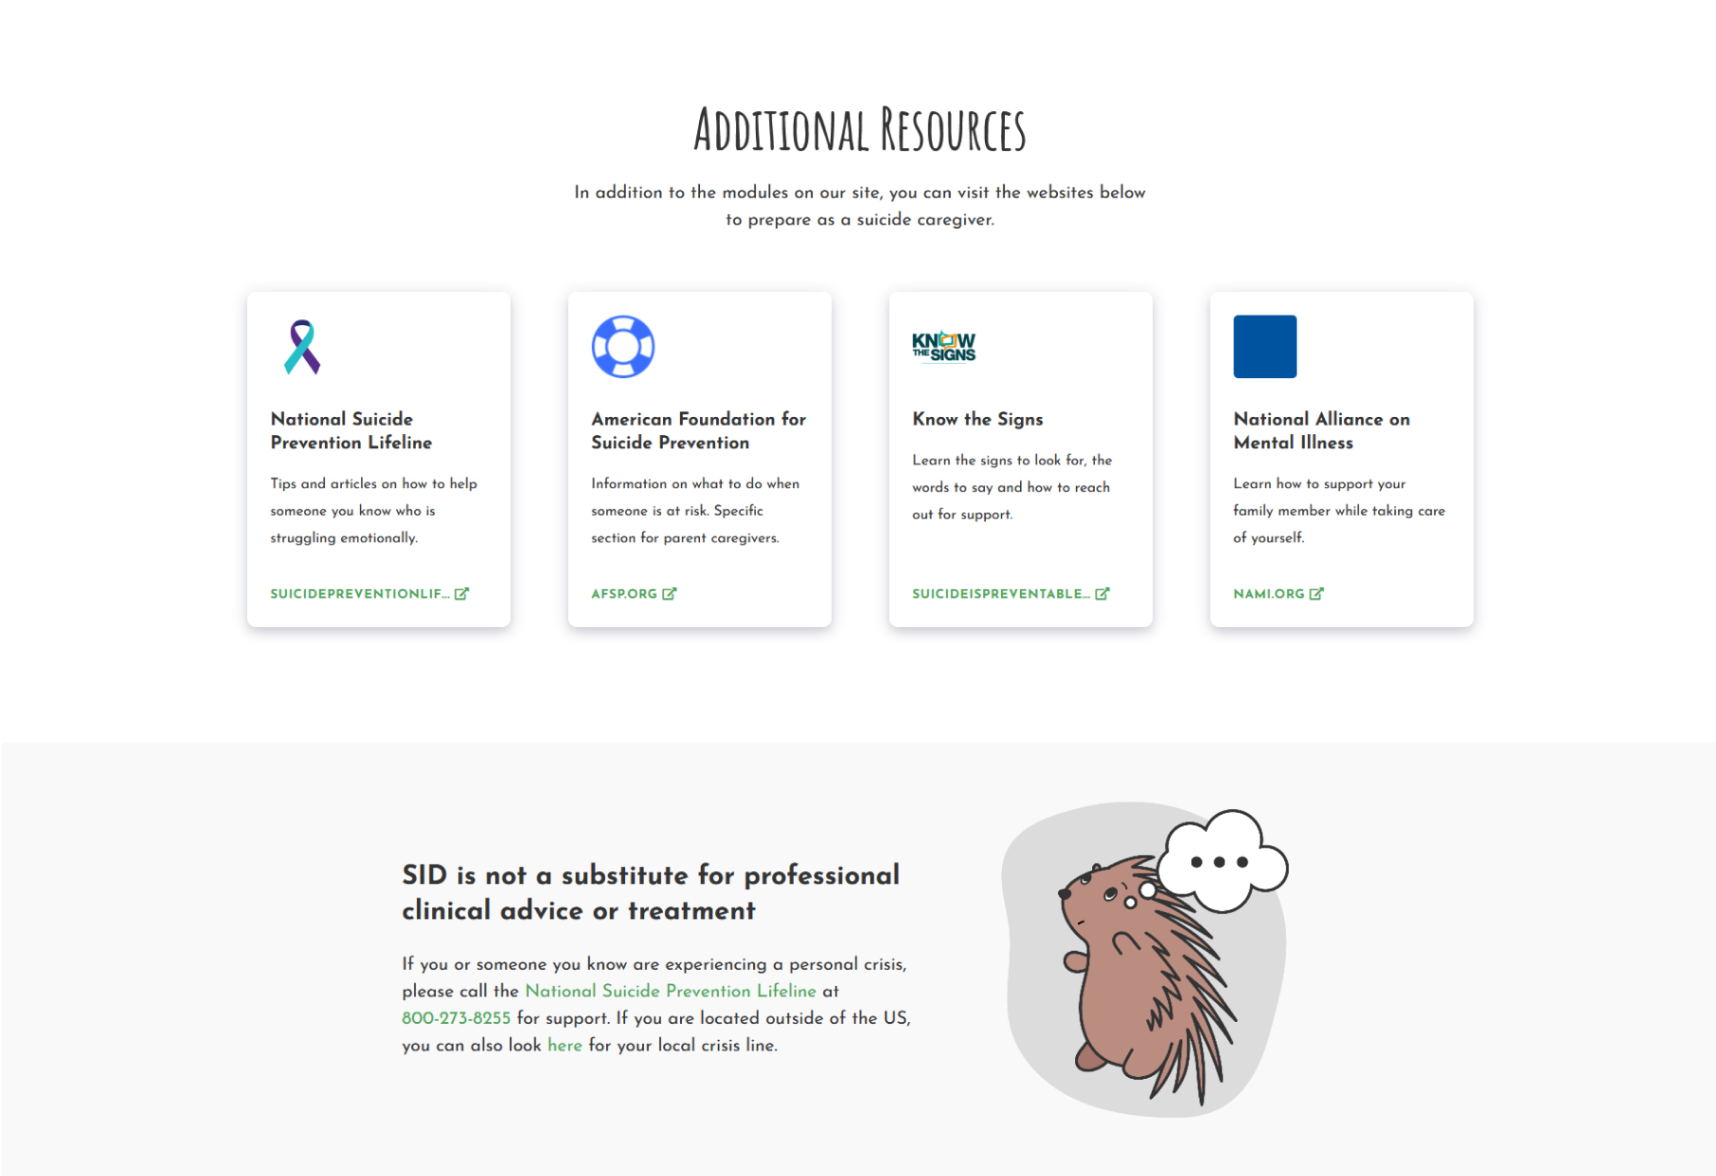 Additional Resources
In addition to the modules on our site, you can visit the websites below
to prepare as a suicide caregiver.
National Suicide
Prevention Lifeline
Tips and articles on how to help
someone you know who is
struggling emotionally.
SUICIDEPREVENTIONLIF...
American Foundation for
Suicide Prevention
Information on what to do when
someone is at risk. Specific
section for parent caregivers.
AFSP.ORG
KNOW
THE SIGNS
Know the Signs
Learn the signs to look for, the
words to say and how to reach
out for support.
SUICIDEISPREVENTABLE...
National Alliance on
Mental Illness
Learn how to support your
family member while taking care
of yourself.
NAMI.ORG
SID is not a substitute for professional
clinical advice or treatment
If you or someone you know are experiencing a personal crisis,
please call the National Suicide Prevention Lifeline at
800-273-8255 for support. If you are located outside of the US,
you can also look here for your local crisis line.